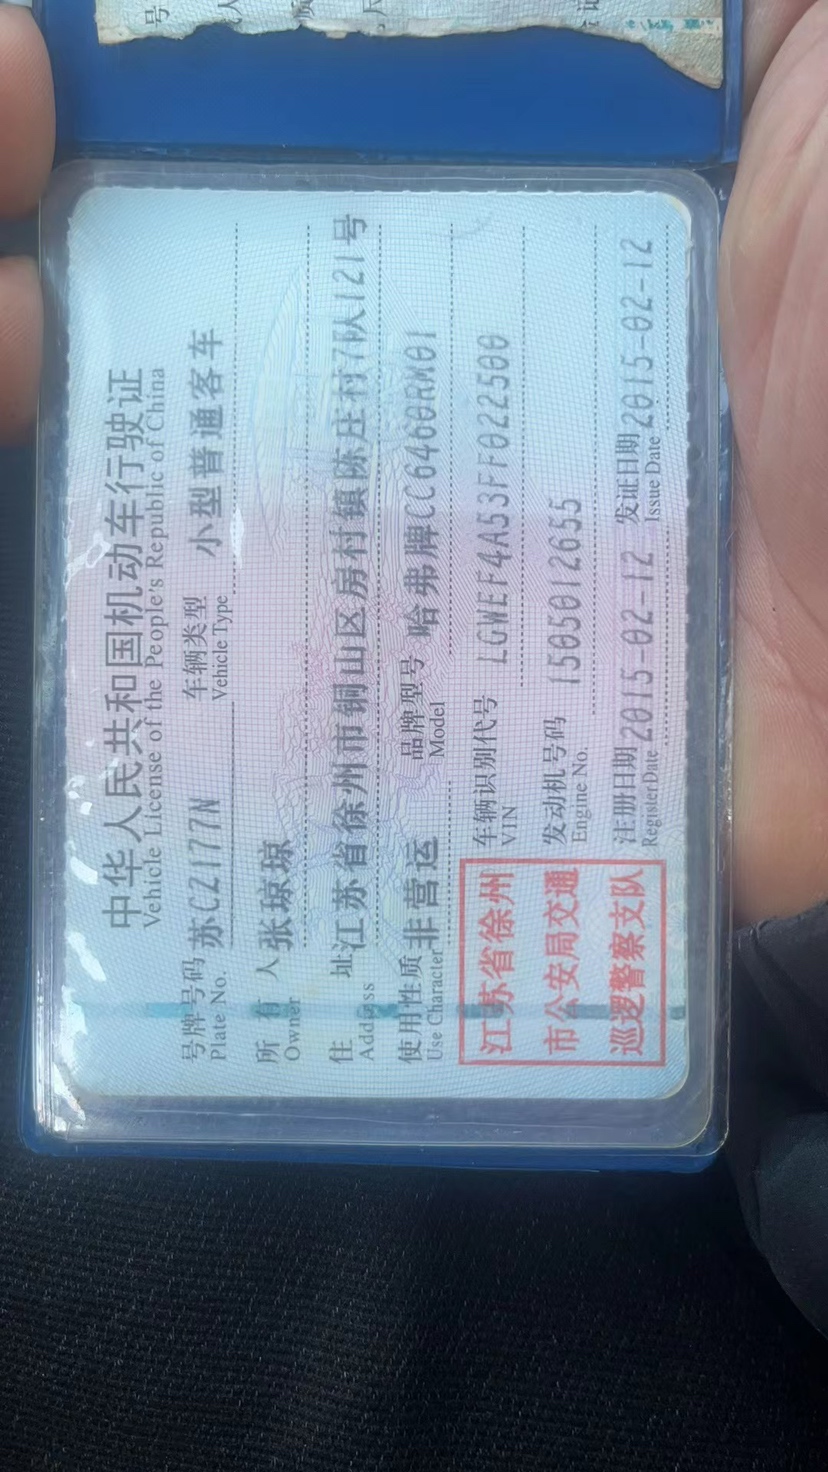 中华人民共和国机动车行驶证
Vehicle License of the People's Republic of China
号牌号码 苏C2177N 车辆类型 小型普通客车
Plate No. Vehicle Type
所有人 张琼琼
Owner
住址 江苏省徐州市铜山区房村镇陈庄村7队121号
Address
使用性质 非营运 品牌型号 哈弗牌CC6460RM01
Use Character Model
江苏省徐州
市公安局交通
巡逻警察支队
车辆识别代号 LGWEF4A53FF022500
VIN
发动机号码 1505012655
Engine No.
注册日期 2015-02-12 发证日期 2015-02-12
Register Date Issue Date